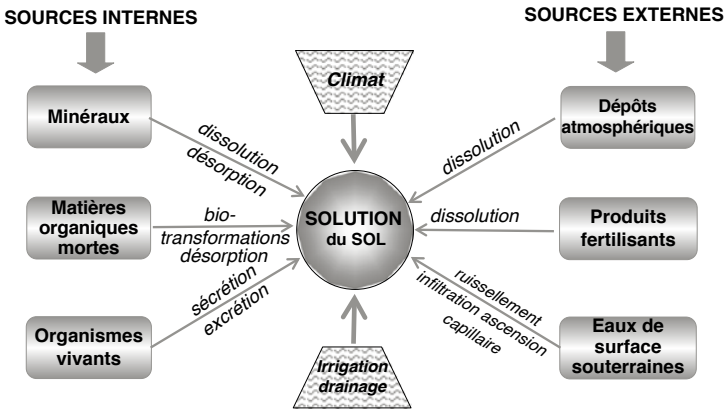 SOURCES INTERNES
SOURCES EXTERNES
Climat
Minéraux
dissolution
désorption
Dépôts
atmosphériques
dissolution
Matières
organiques
mortes
bio-
transformations
désorption
SOLUTION
du SOL
dissolution
Produits
fertilisants
sécrétion
excrétion
ruissellement
infiltration ascension
capillaire
Organismes
vivants
Irrigation
drainage
Eaux de
surface
souterraines